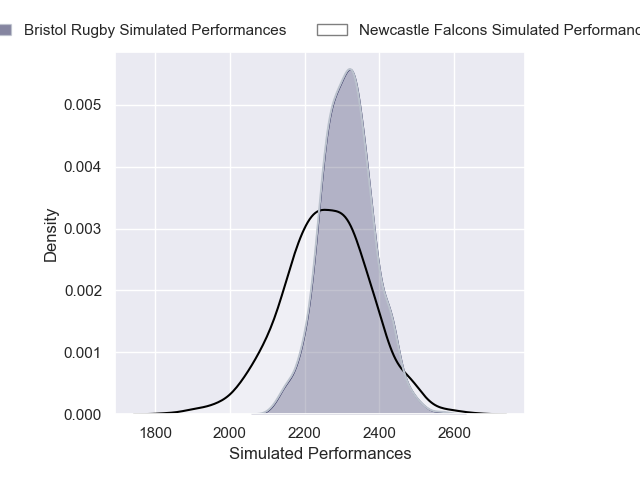 Bristol Rugby Simulated Performances
Newcastle Falcons Simulated
0.005
0.004
0.003
0.002
0.001
0.000
Density
1800 2000 2200 2400 2600
Simulated Performances